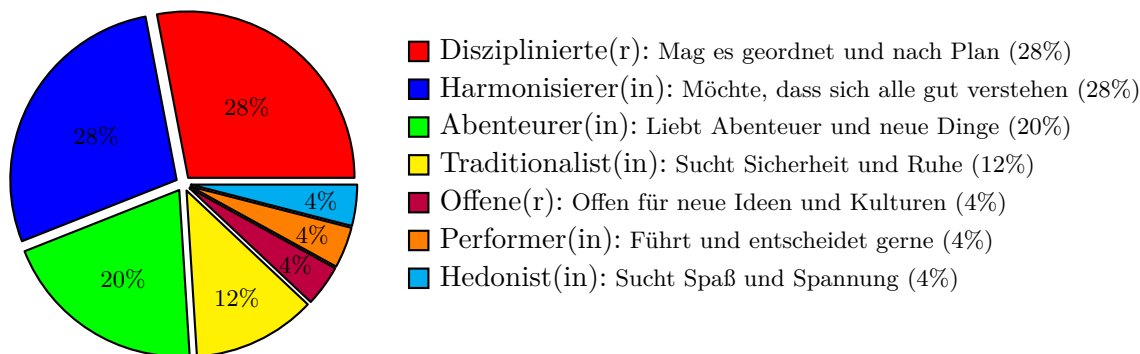 28%
28%
20%
12%
4%
4%
4%
Disziplinierte(r): Mag es geordnet und nach Plan (28%)
Harmonisierer(in): Möchte, dass sich alle gut verstehen (28%)
Abenteurer(in): Liebt Abenteuer und neue Dinge (20%)
Traditionalist(in): Sucht Sicherheit und Ruhe (12%)
Offene(r): Offen für neue Ideen und Kulturen (4%)
Performer(in): Führt und entscheidet gerne (4%)
Hedonist(in): Sucht Spaß und Spannung (4%)